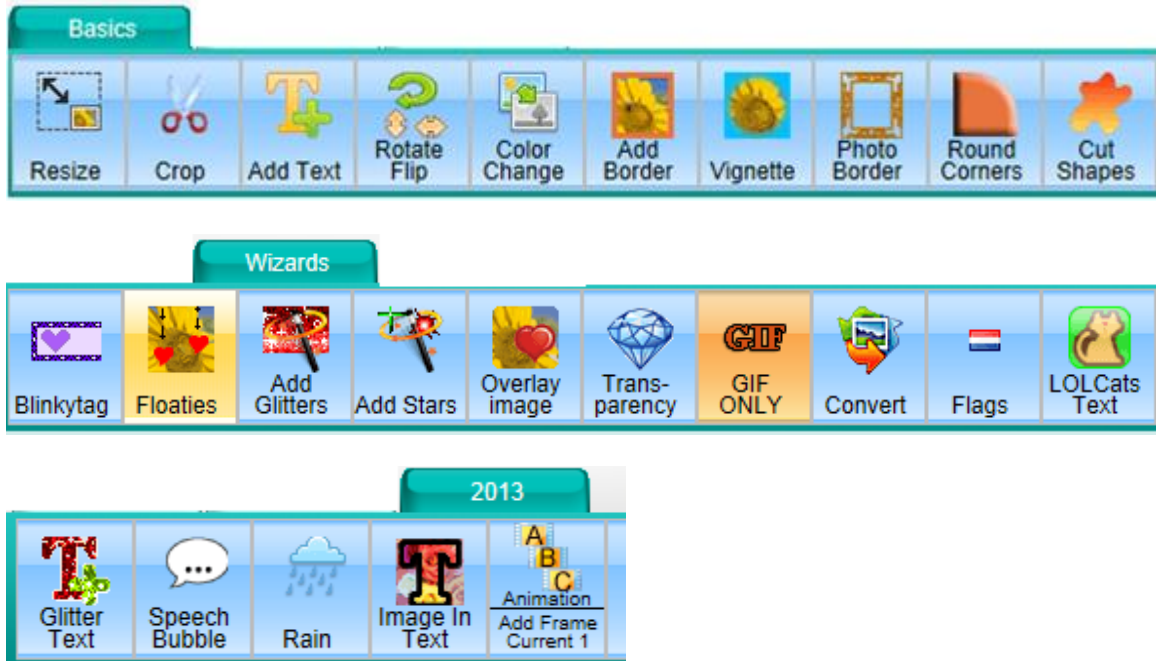 Basics
Resize
Crop
Add Text
Rotate
Flip
Color
Change
Add
Border
Vignette
Photo
Border
Round
Corners
Cut
Shapes
Wizards
Blinkytag
Floaties
Add
Glitters
Add Stars
Overlay
image
Trans-
parency
GIF
GIF
ONLY
Convert
Flags
LOLCats
Text
2013
T
Glitter
Text
...
Speech
Bubble
Rain
T
Image In
Text
A
B
C
Animation
Add Frame
Current 1